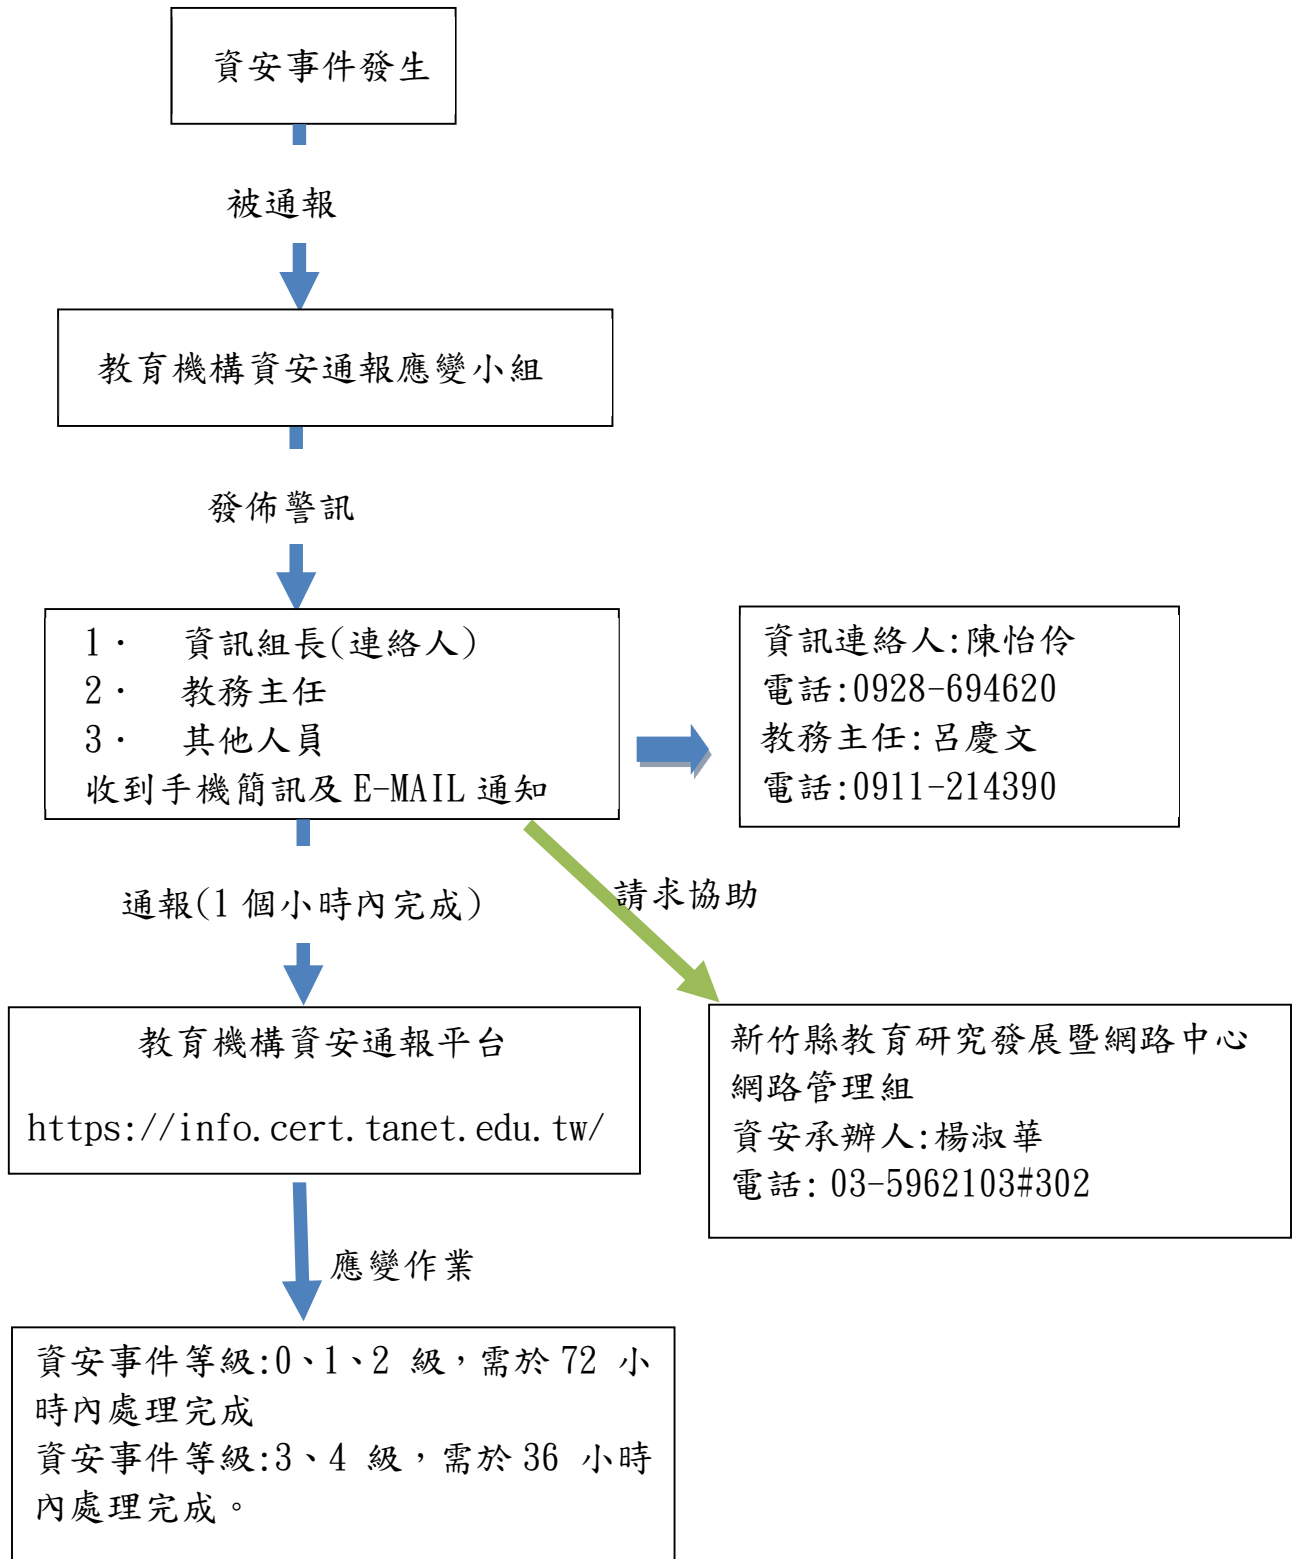 資安事件發生
被通報
教育機構資安通報應變小組
發佈警訊
1． 資訊組長(連絡人)
2． 教務主任
3． 其他人員
收到手機簡訊及 E-MAIL 通知
資訊連絡人:陳怡伶
電話:0928-694620
教務主任:呂慶文
電話:0911-214390
通報(1 個小時內完成)
請求協助
教育機構資安通報平台
https://info.cert.tanet.edu.tw/
新竹縣教育研究發展暨網路中心
網路管理組
資安承辦人:楊淑華
電話: 03-5962103#302
應變作業
資安事件等級:0、1、2 級，需於 72 小
時內處理完成
資安事件等級:3、4 級，需於 36 小時
內處理完成。